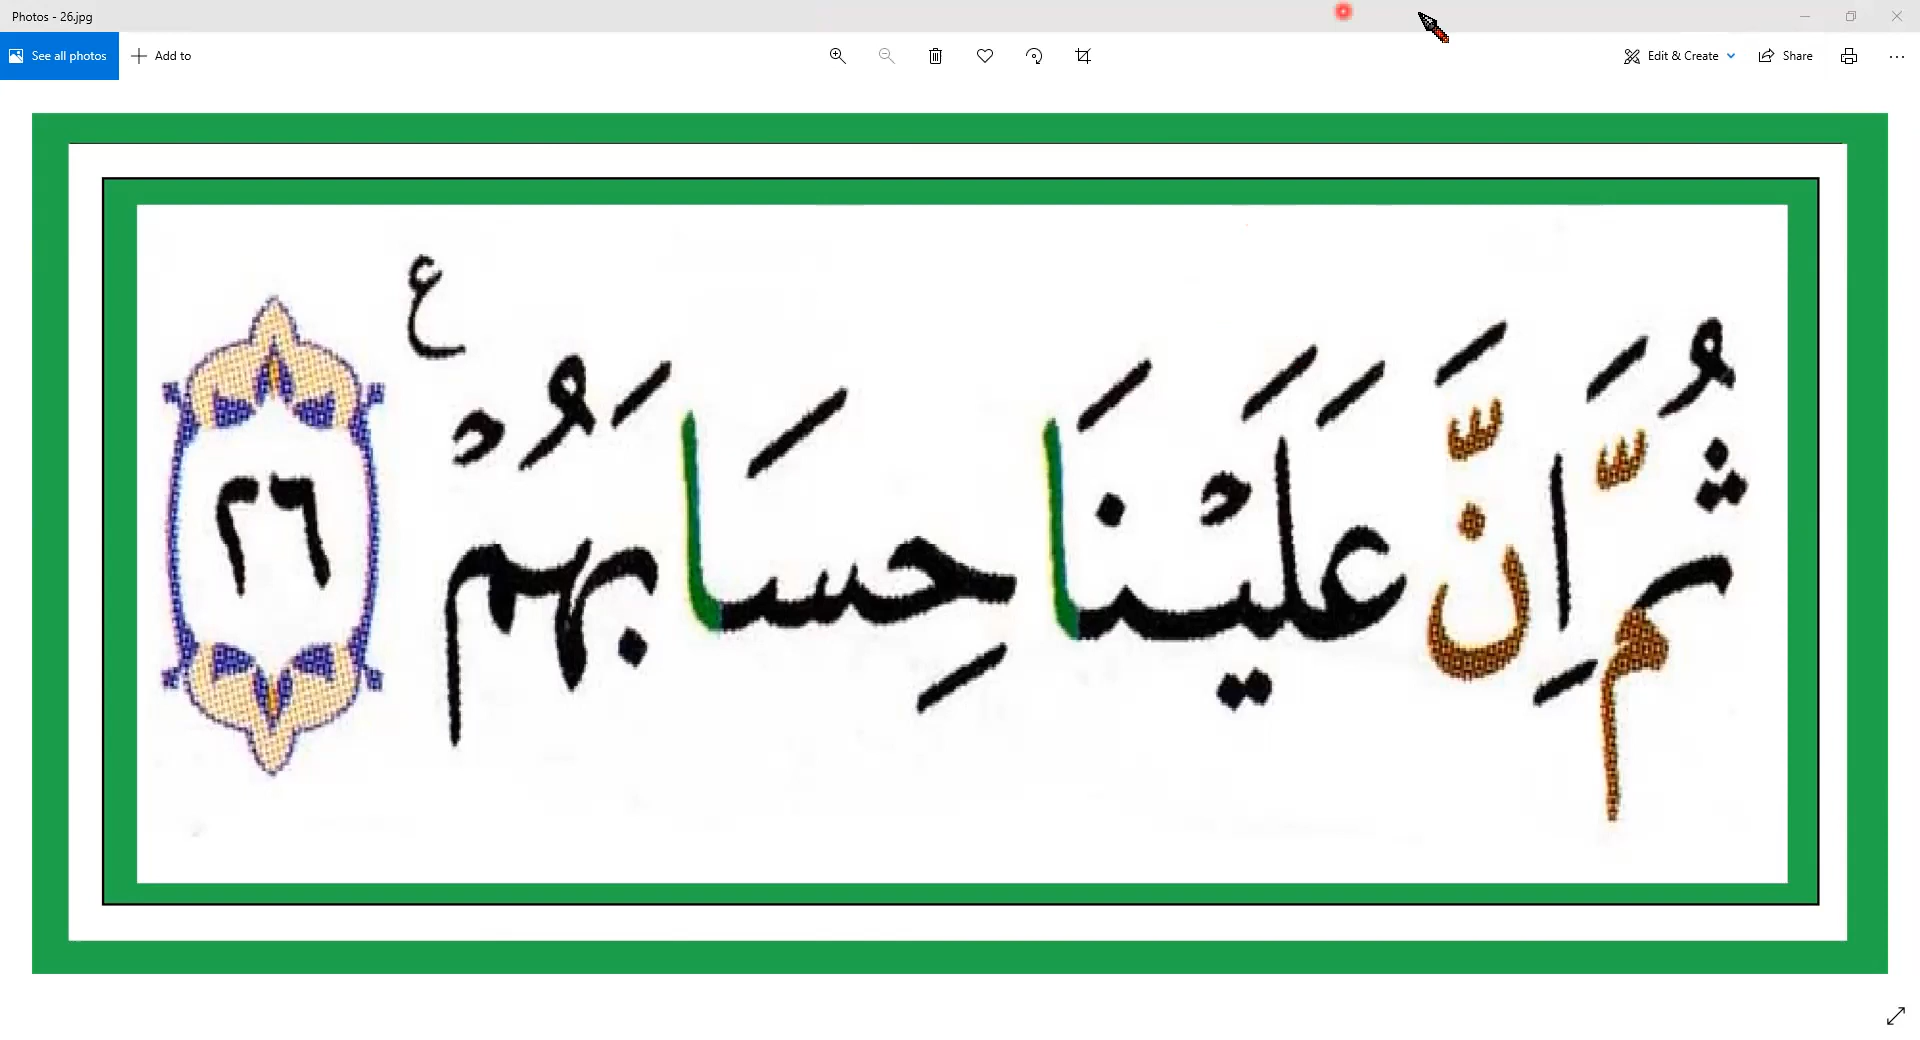 Photos - 26.jpg
See all photos
Add to
Edit & Create
Share
ثُمَّ اِنَّ عَلَيْنَا حِسَابَهُمْ ع ٢٦